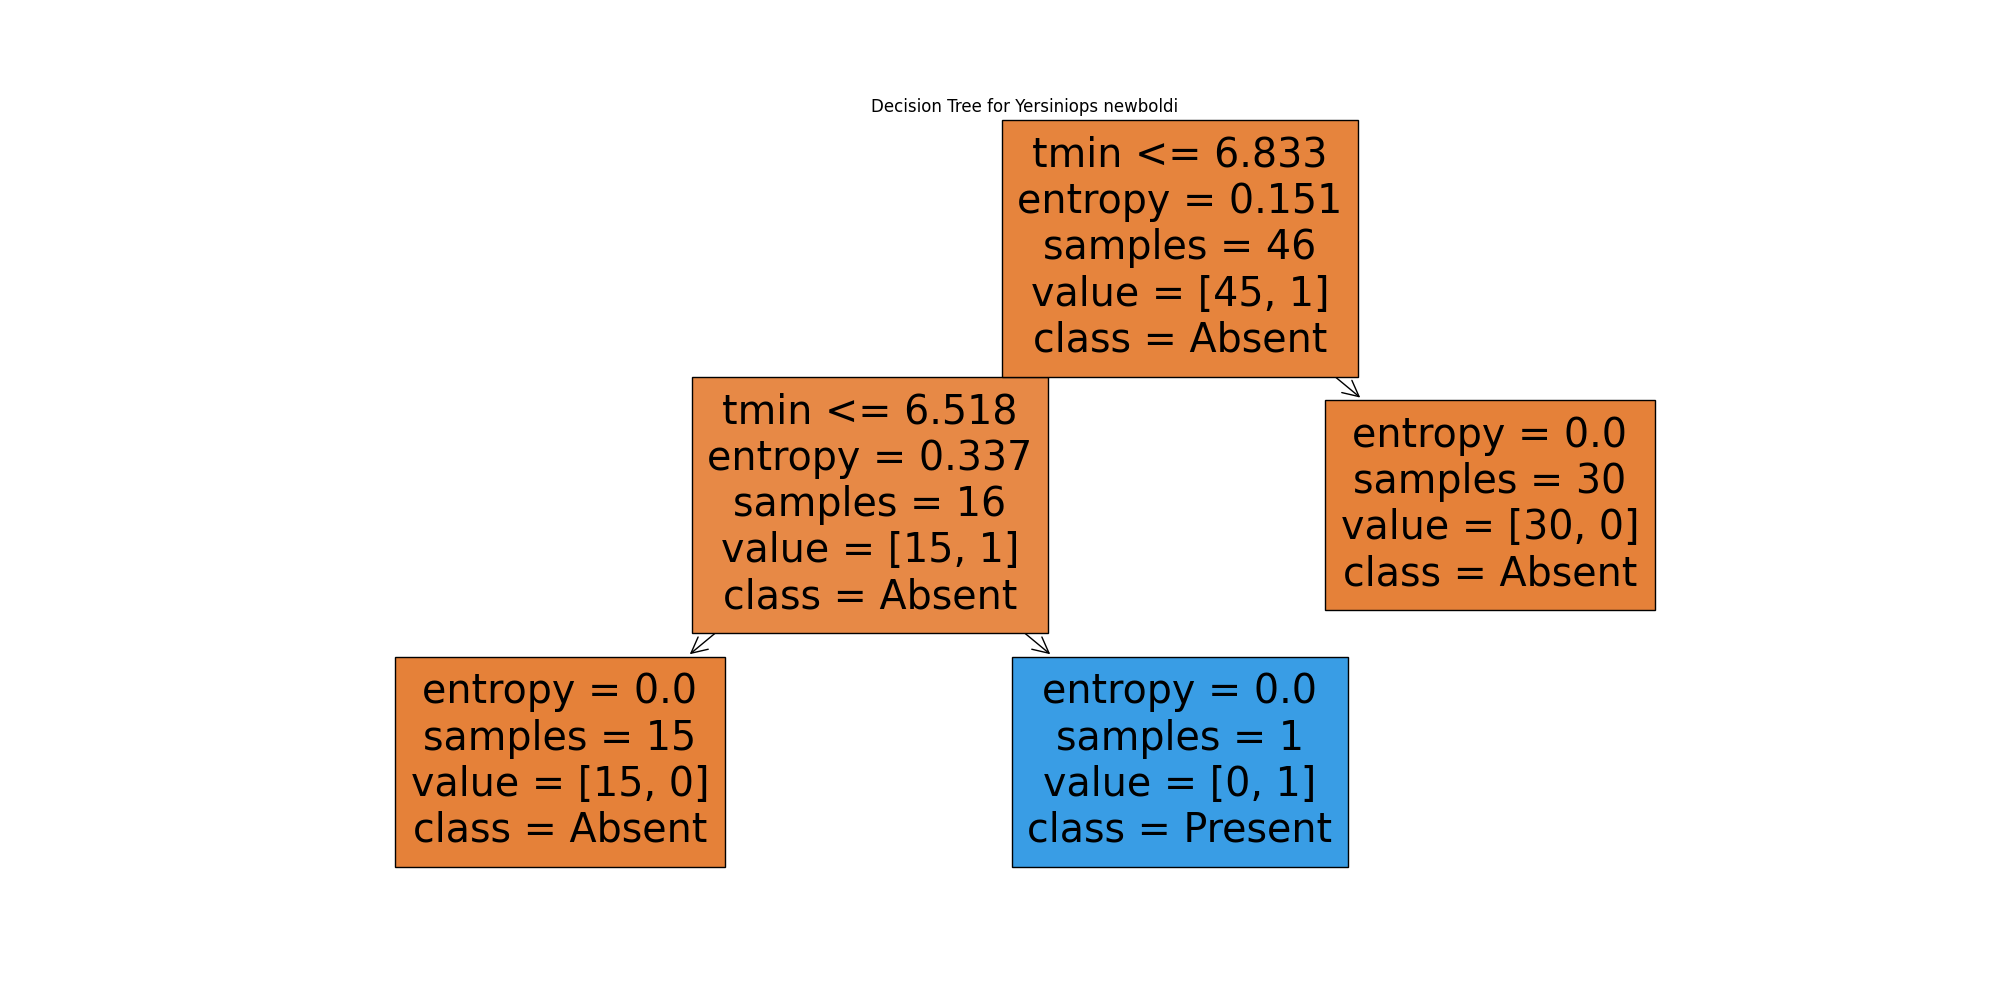 Decision Tree for Yersiniops newboldi
tmin <= 6.833
entropy = 0.151
samples = 46
value = [45, 1]
class = Absent
tmin <= 6.518
entropy = 0.337
samples = 16
value = [15, 1]
class = Absent
entropy = 0.0
samples = 30
value = [30, 0]
class = Absent
entropy = 0.0
samples = 15
value = [15, 0]
class = Absent
entropy = 0.0
samples = 1
value = [0, 1]
class = Present